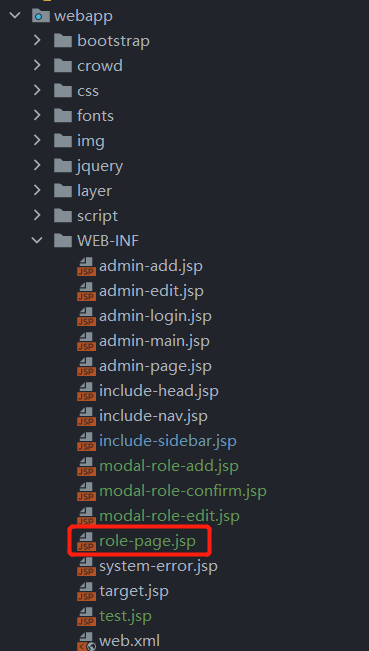 webapp
bootstrap
crowd
css
fonts
img
jquery
layer
script
WEB-INF
admin-add.jsp
admin-edit.jsp
admin-login.jsp
admin-main.jsp
admin-page.jsp
include-head.jsp
include-nav.jsp
include-sidebar.jsp
modal-role-add.jsp
modal-role-confirm.jsp
modal-role-edit.jsp
role-page.jsp
system-error.jsp
target.jsp
test.jsp
web.xml